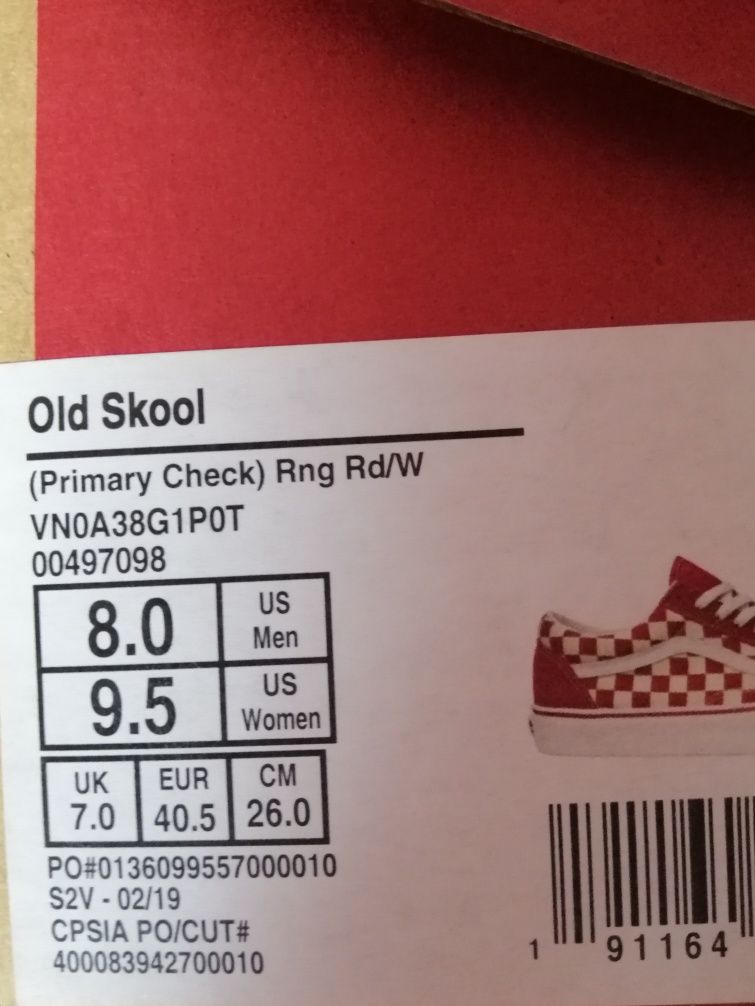 Old Skool
(Primary Check) Rng Rd/W
VN0A38G1P0T
00497098
8.0 US Men
9.5 US Women
UK EUR CM
7.0 40.5 26.0
PO#0136099557000010
S2V - 02/19
CPSIA PO/CUT#
400083942700010
1 91164